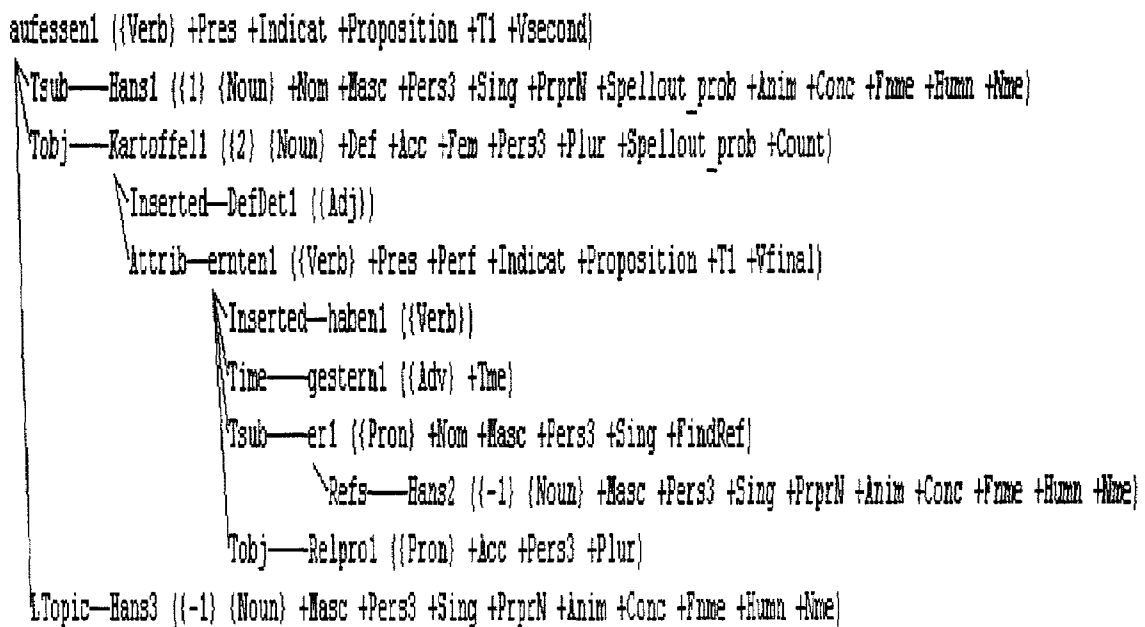 aufessen1 ({Verb} +Pres +Indicat +Proposition +T1 +Vsecond)
Tsub—Hans1 ({1} {Noun} +Nom +Masc +Pers3 +Sing +PrprN +Spellout_prob +Anim +Conc +Fnme +Humn +Nme)
Tobj—Kartoffel1 ({2} {Noun} +Def +Acc +Fem +Pers3 +Plur +Spellout_prob +Count)
Inserted—DefDet1 ({Adj})
Attrib—ernten1 ({Verb} +Pres +Perf +Indicat +Proposition +T1 +Vfinal)
Inserted—haben1 ({Verb})
Time—gestern1 ({Adv} +Tme)
Tsub—er1 ({Pron} +Nom +Masc +Pers3 +Sing +FindRef)
Refs—Hans2 ({-1} {Noun} +Masc +Pers3 +Sing +PrprN +Anim +Conc +Fnme +Humn +Nme)
Tobj—Relpro1 ({Pron} +Acc +Pers3 +Plur)
LTopic—Hans3 ({-1} {Noun} +Masc +Pers3 +Sing +PrprN +Anim +Conc +Fnme +Humn +Nme)